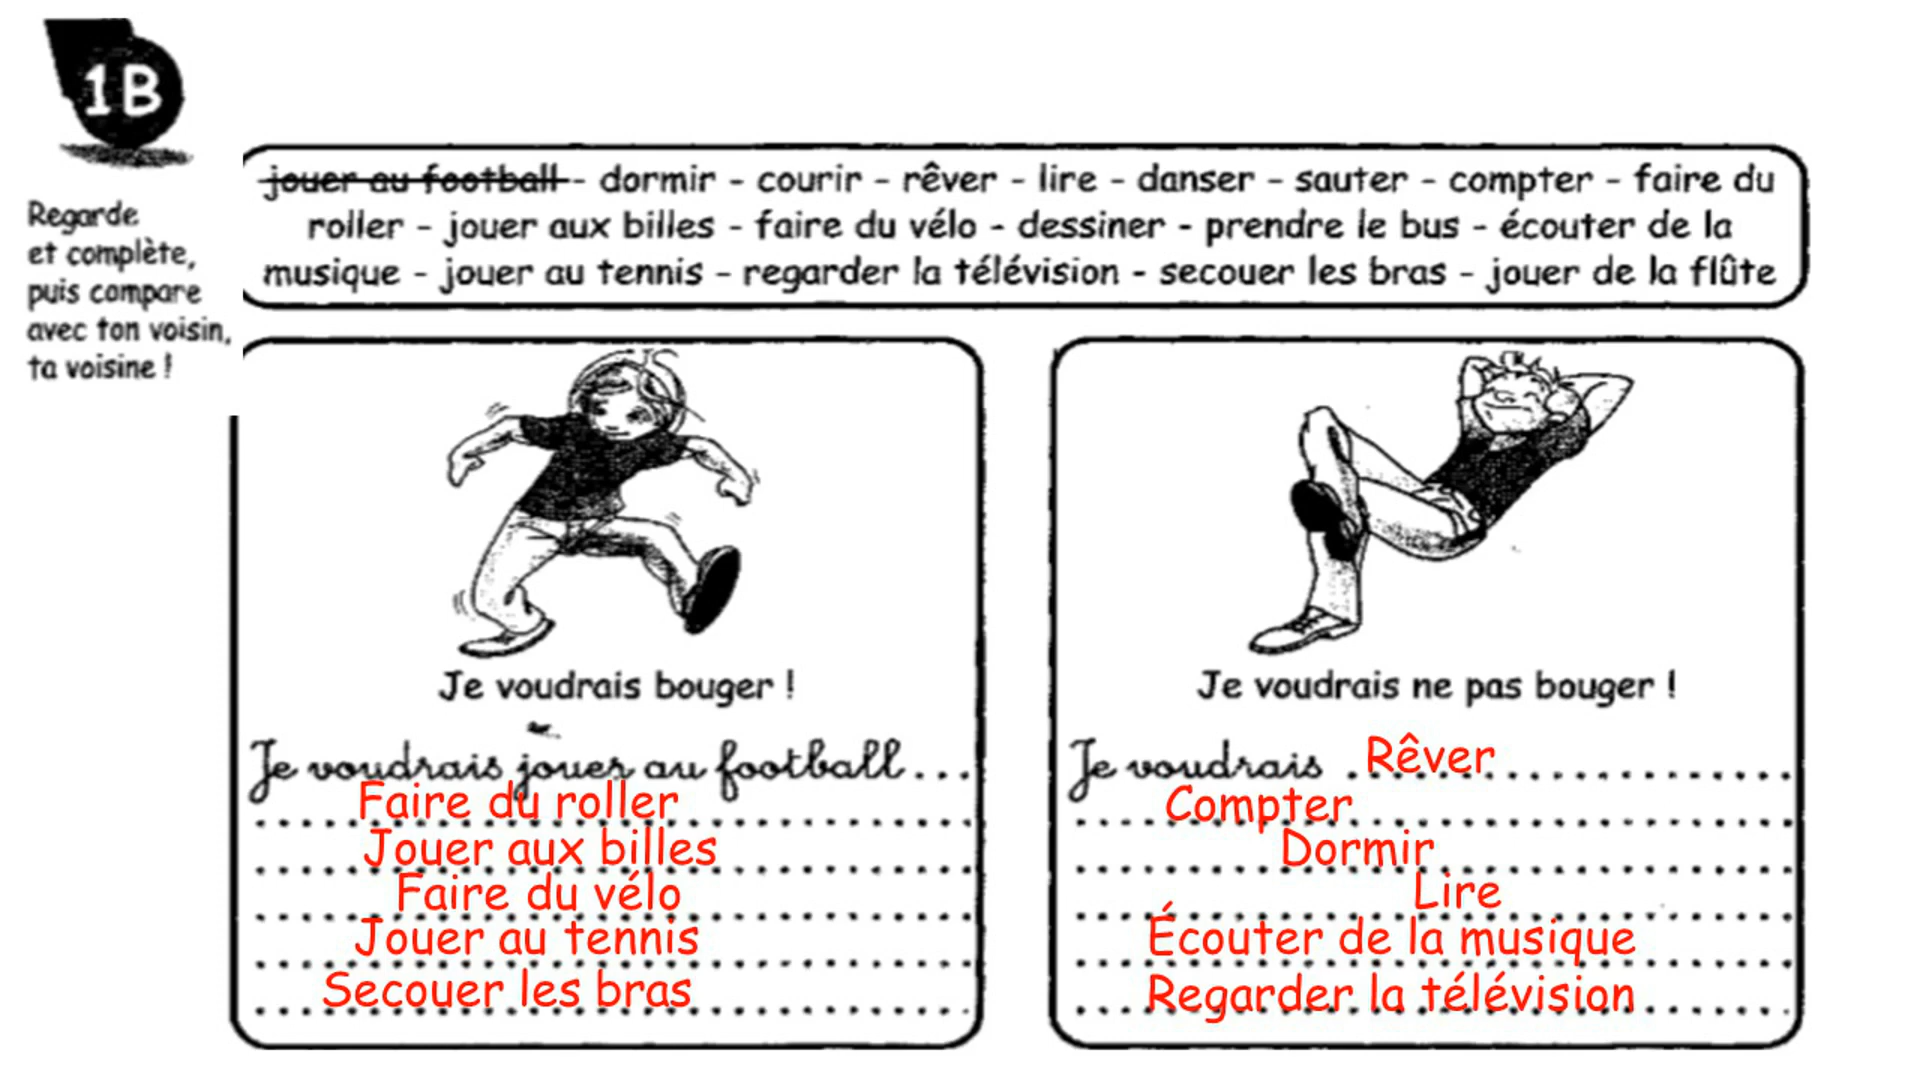 1B
Regarde
et complète,
puis compare
avec ton voisin,
ta voisine !
jouer au football - dormir - courir - rêver - lire - danser - sauter - compter - faire du
roller - jouer aux billes - faire du vélo - dessiner - prendre le bus - écouter de la
musique - jouer au tennis - regarder la télévision - secouer les bras - jouer de la flûte
Je voudrais bouger !
Je voudrais jouer au football...
Faire du roller
Jouer aux billes
Faire du vélo
Jouer au tennis
Secouer les bras
Je voudrais ne pas bouger !
Je voudrais Rêver
Compter
Dormir
Lire
Écouter de la musique
Regarder la télévision